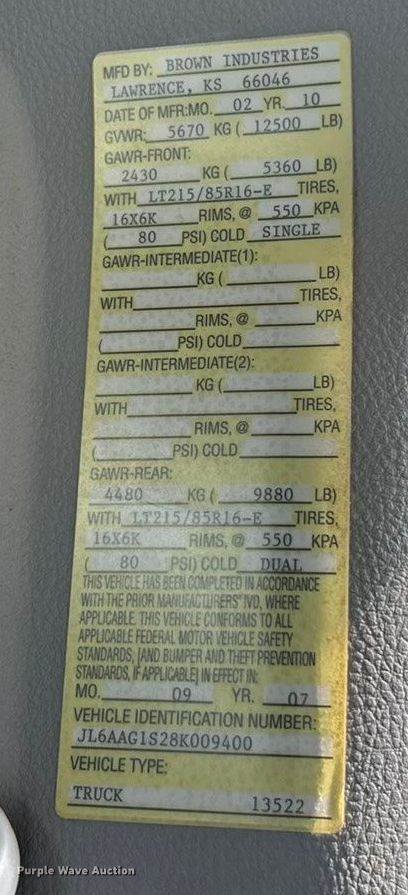 MFD BY: BROWN INDUSTRIES
LAWRENCE, KS 66046
DATE OF MFR:MO. 02 YR. 10
GVWR: 5670 KG ( 12500 LB)
GAWR-FRONT:
2430 KG ( 5360 LB)
WITH LT215/85R16-E TIRES,
16X6K RIMS, @ 550 KPA
( 80 PSI) COLD SINGLE
GAWR-INTERMEDIATE(1):
KG ( LB)
WITH TIRES,
RIMS, @ KPA
( PSI) COLD
GAWR-INTERMEDIATE(2):
KG ( LB)
WITH TIRES,
RIMS, @ KPA
( PSI) COLD
GAWR-REAR:
4480 KG ( 9880 LB)
WITH LT215/85R16-E TIRES,
16X6K RIMS, @ 550 KPA
( 80 PSI) COLD DUAL
THIS VEHICLE HAS BEEN COMPLETED IN ACCORDANCE
WITH THE PRIOR MANUFACTURERS' IVD, WHERE
APPLICABLE. THIS VEHICLE CONFORMS TO ALL
APPLICABLE FEDERAL MOTOR VEHICLE SAFETY
STANDARDS, [AND BUMPER AND THEFT PREVENTION
STANDARDS, IF APPLICABLE] IN EFFECT IN:
MO. 09 YR. 07
VEHICLE IDENTIFICATION NUMBER:
JL6AAG1S28K009400
VEHICLE TYPE:
TRUCK 13522
Purple Wave Auction